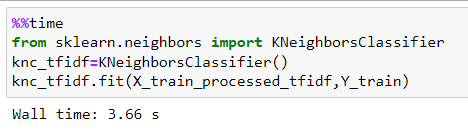 %%time
from sklearn.neighbors import KNeighborsClassifier
knc_tfidf=KNeighborsClassifier()
knc_tfidf.fit(X_train_processed_tfidf,Y_train)
Wall time: 3.66 s